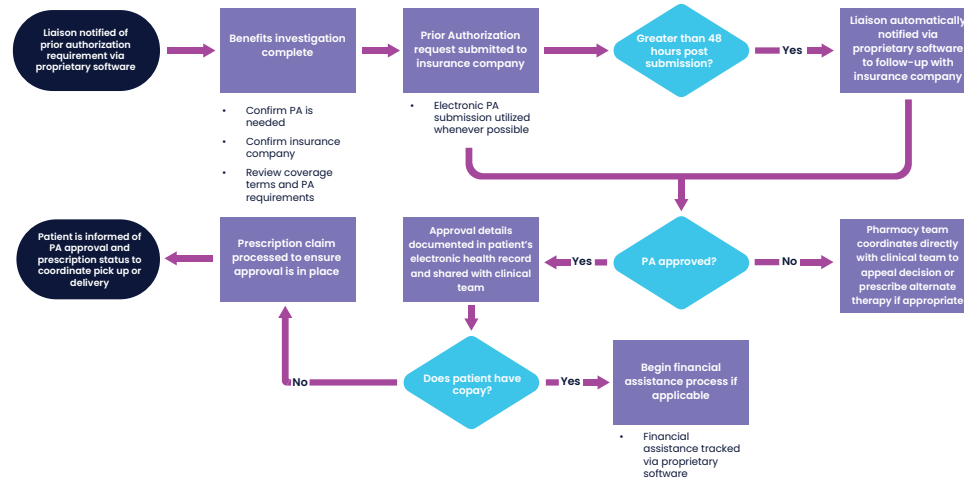 Liaison notified of
prior authorization
requirement via
proprietary software
Benefits investigation
complete
• Confirm PA is
needed
• Confirm insurance
company
• Review coverage
terms and PA
requirements
Prior Authorization
request submitted to
insurance company
• Electronic PA
submission utilized
whenever possible
Greater than 48
hours post
submission?
Yes
Liaison automatically
notified via
proprietary software
to follow-up with
insurance company
Patient is informed of
PA approval and
prescription status to
coordinate pick up or
delivery
Prescription claim
processed to ensure
approval is in place
Approval details
documented in patient's
electronic health record
and shared with clinical
team
Yes
PA approved?
No
Pharmacy team
coordinates directly
with clinical team to
appeal decision or
prescribe alternate
therapy if appropriate
No
Does patient have
copay?
Yes
Begin financial
assistance process if
applicable
• Financial
assistance tracked
via proprietary
software